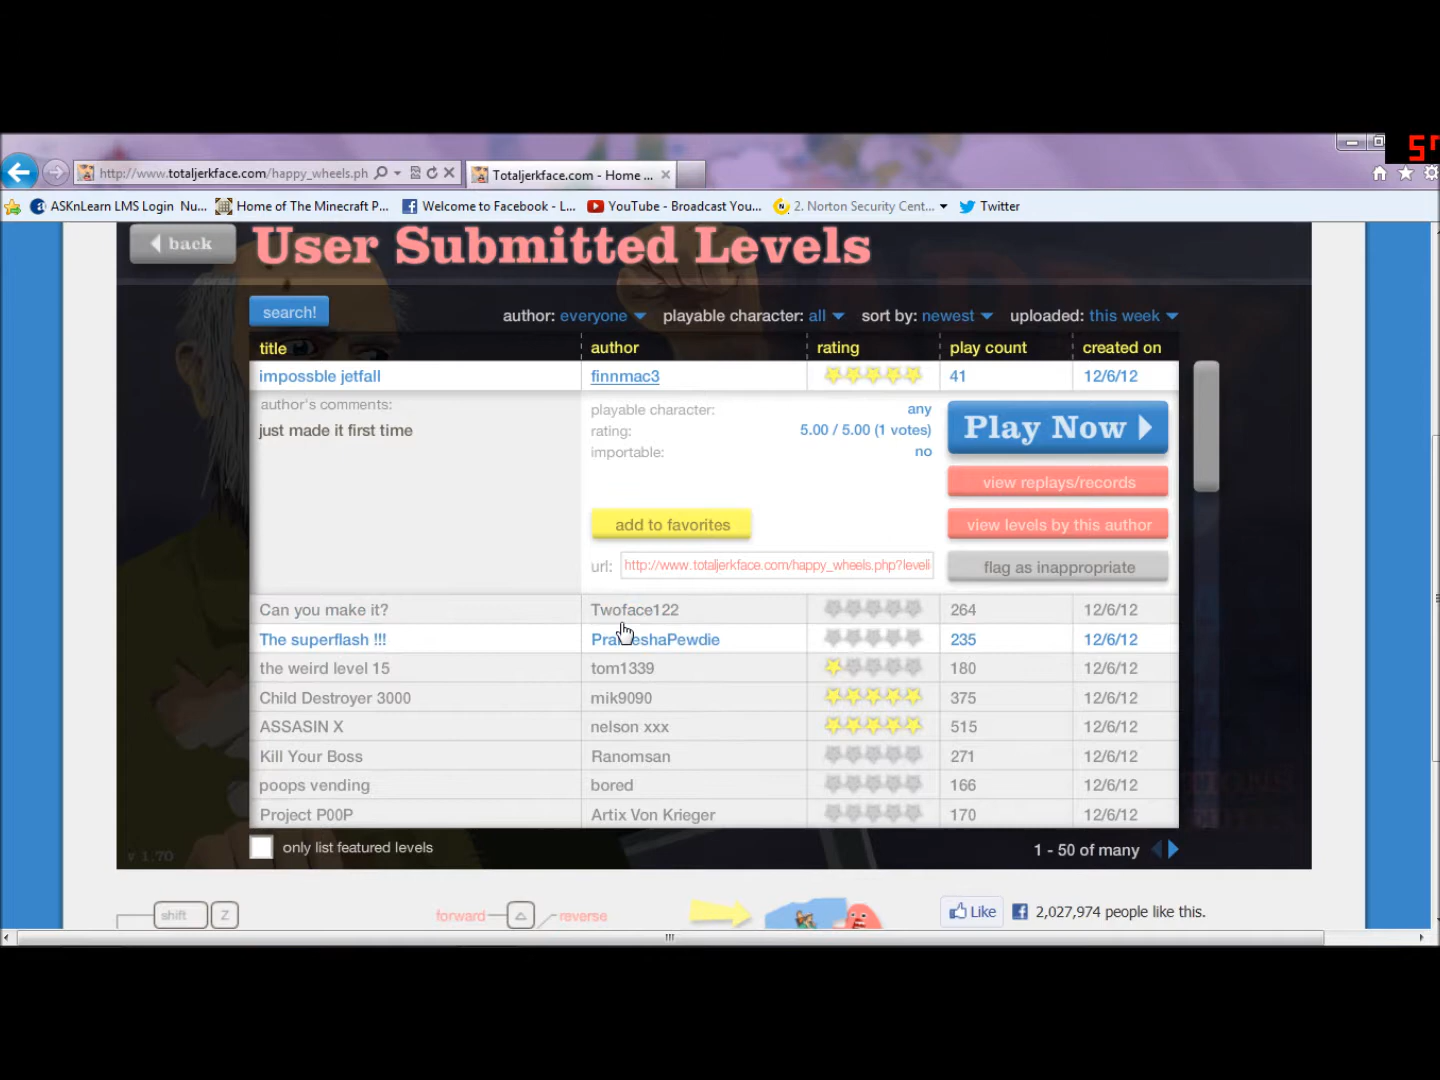 5
http://www.totaljerkface.com/happy_wheels.ph
Totaljerkface.com - Home ...
ASKnLearn LMS Login Nu...
Home of The Minecraft P...
Welcome to Facebook - L...
YouTube - Broadcast You...
2. Norton Security Cent...
Twitter
back
User Submitted Levels
search!
author: everyone
playable character: all
sort by: newest
uploaded: this week
title author rating play count created on
impossble jetfall finnmac3 41 12/6/12
author's comments:
just made it first time
playable character: any
rating: 5.00 / 5.00 (1 votes)
importable: no
Play Now
view replays/records
add to favorites
view levels by this author
url: http://www.totaljerkface.com/happy_wheels.php?leveli
flag as inappropriate
Can you make it? Twoface122 264 12/6/12
The superflash !!! 235 12/6/12
the weird level 15 tom1339 180 12/6/12
Child Destroyer 3000 mik9090 375 12/6/12
ASSASIN X nelson xxx 515 12/6/12
Kill Your Boss Ranomsan 271 12/6/12
poops vending bored 166 12/6/12
Project P00P Artix Von Krieger 170 12/6/12
only list featured levels
1 - 50 of many
v 1.70
shift Z
forward
reverse
Like
2,027,974 people like this.